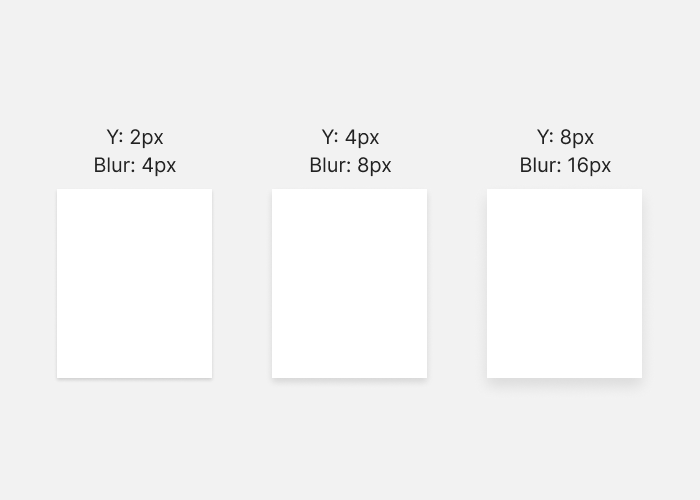 Y: 2px
Blur: 4px
Y: 4px
Blur: 8px
Y: 8px
Blur: 16px